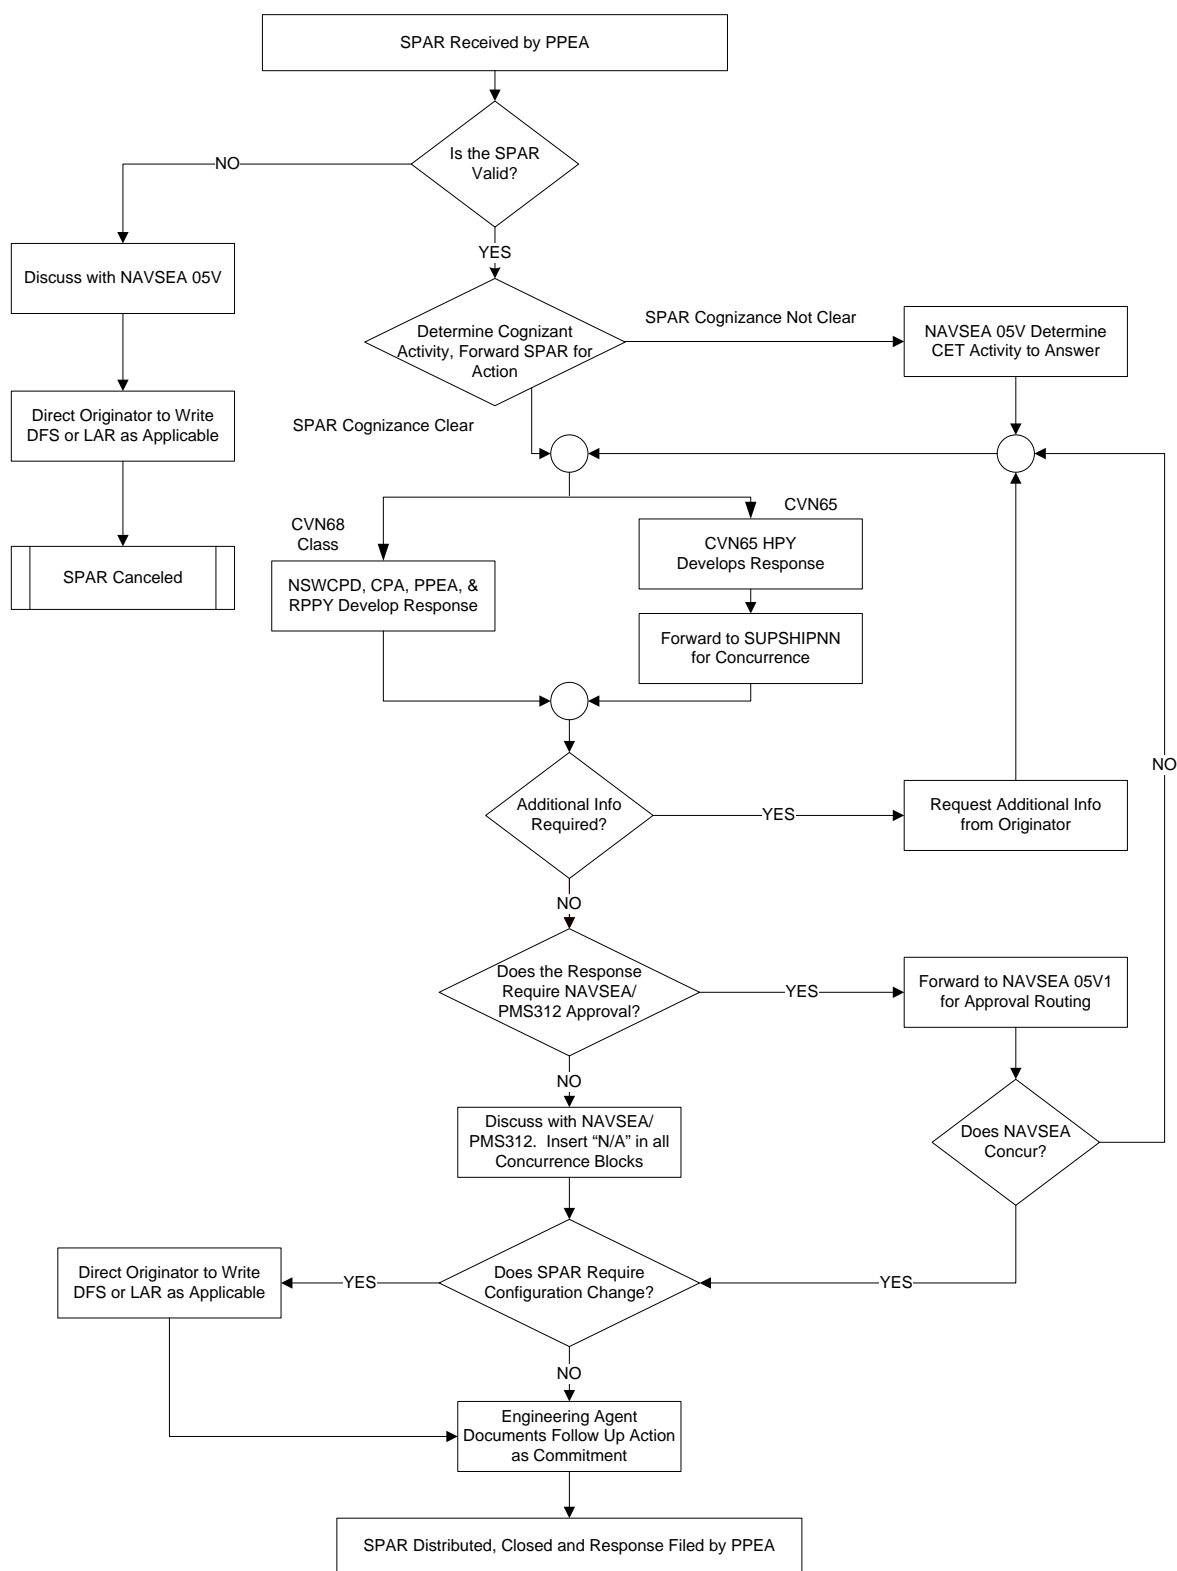 SPAR Received by PPEA
Is the SPAR
Valid?
NO
YES
Discuss with NAVSEA 05V
Determine Cognizant
Activity, Forward SPAR for
Action
SPAR Cognizance Not Clear
NAVSEA 05V Determine
CET Activity to Answer
Direct Originator to Write
DFS or LAR as Applicable
SPAR Cognizance Clear
SPAR Canceled
CVN68
Class
CVN65
NSWCPD, CPA, PPEA, &
RPPY Develop Response
CVN65 HPY
Develops Response
Forward to SUPSHIPNN
for Concurrence
Additional Info
Required?
YES
Request Additional Info
from Originator
NO
NO
Does the Response
Require NAVSEA/
PMS312 Approval?
YES
Forward to NAVSEA 05V1
for Approval Routing
NO
Discuss with NAVSEA/
PMS312.  Insert “N/A” in all
Concurrence Blocks
Does NAVSEA
Concur?
Direct Originator to Write
DFS or LAR as Applicable
YES
Does SPAR Require
Configuration Change?
YES
NO
Engineering Agent
Documents Follow Up Action
as Commitment
SPAR Distributed, Closed and Response Filed by PPEA